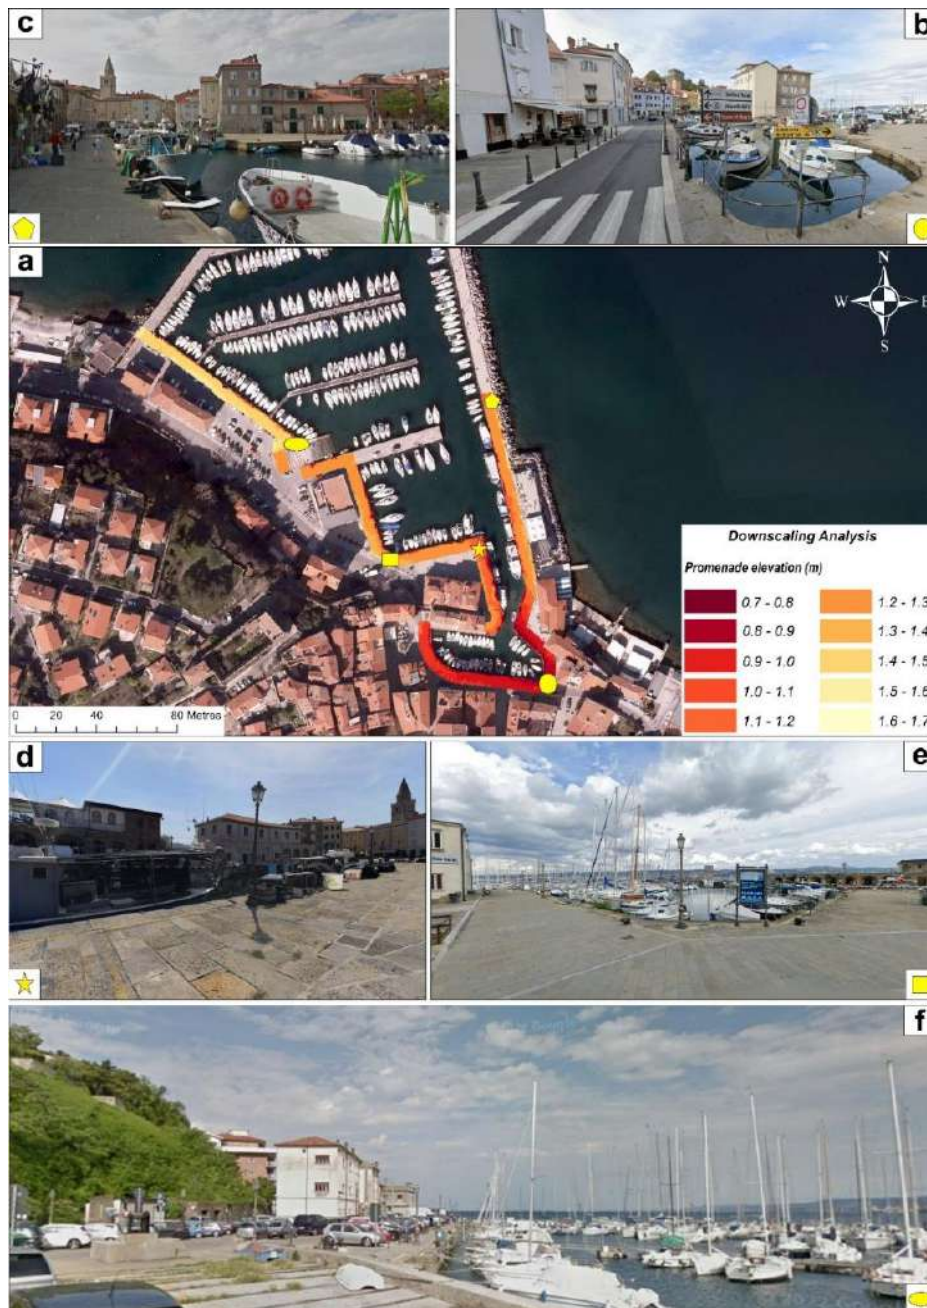 c
b
a
N
W
E
S
Downscaling Analysis
Promenade elevation (m)
0.7 - 0.8
1.2 - 1.3
0.8 - 0.9
1.3 - 1.4
0.9 - 1.0
1.4 - 1.5
1.0 - 1.1
1.5 - 1.6
1.1 - 1.2
1.6 - 1.7
0 20 40 80 Metres
d
e
f